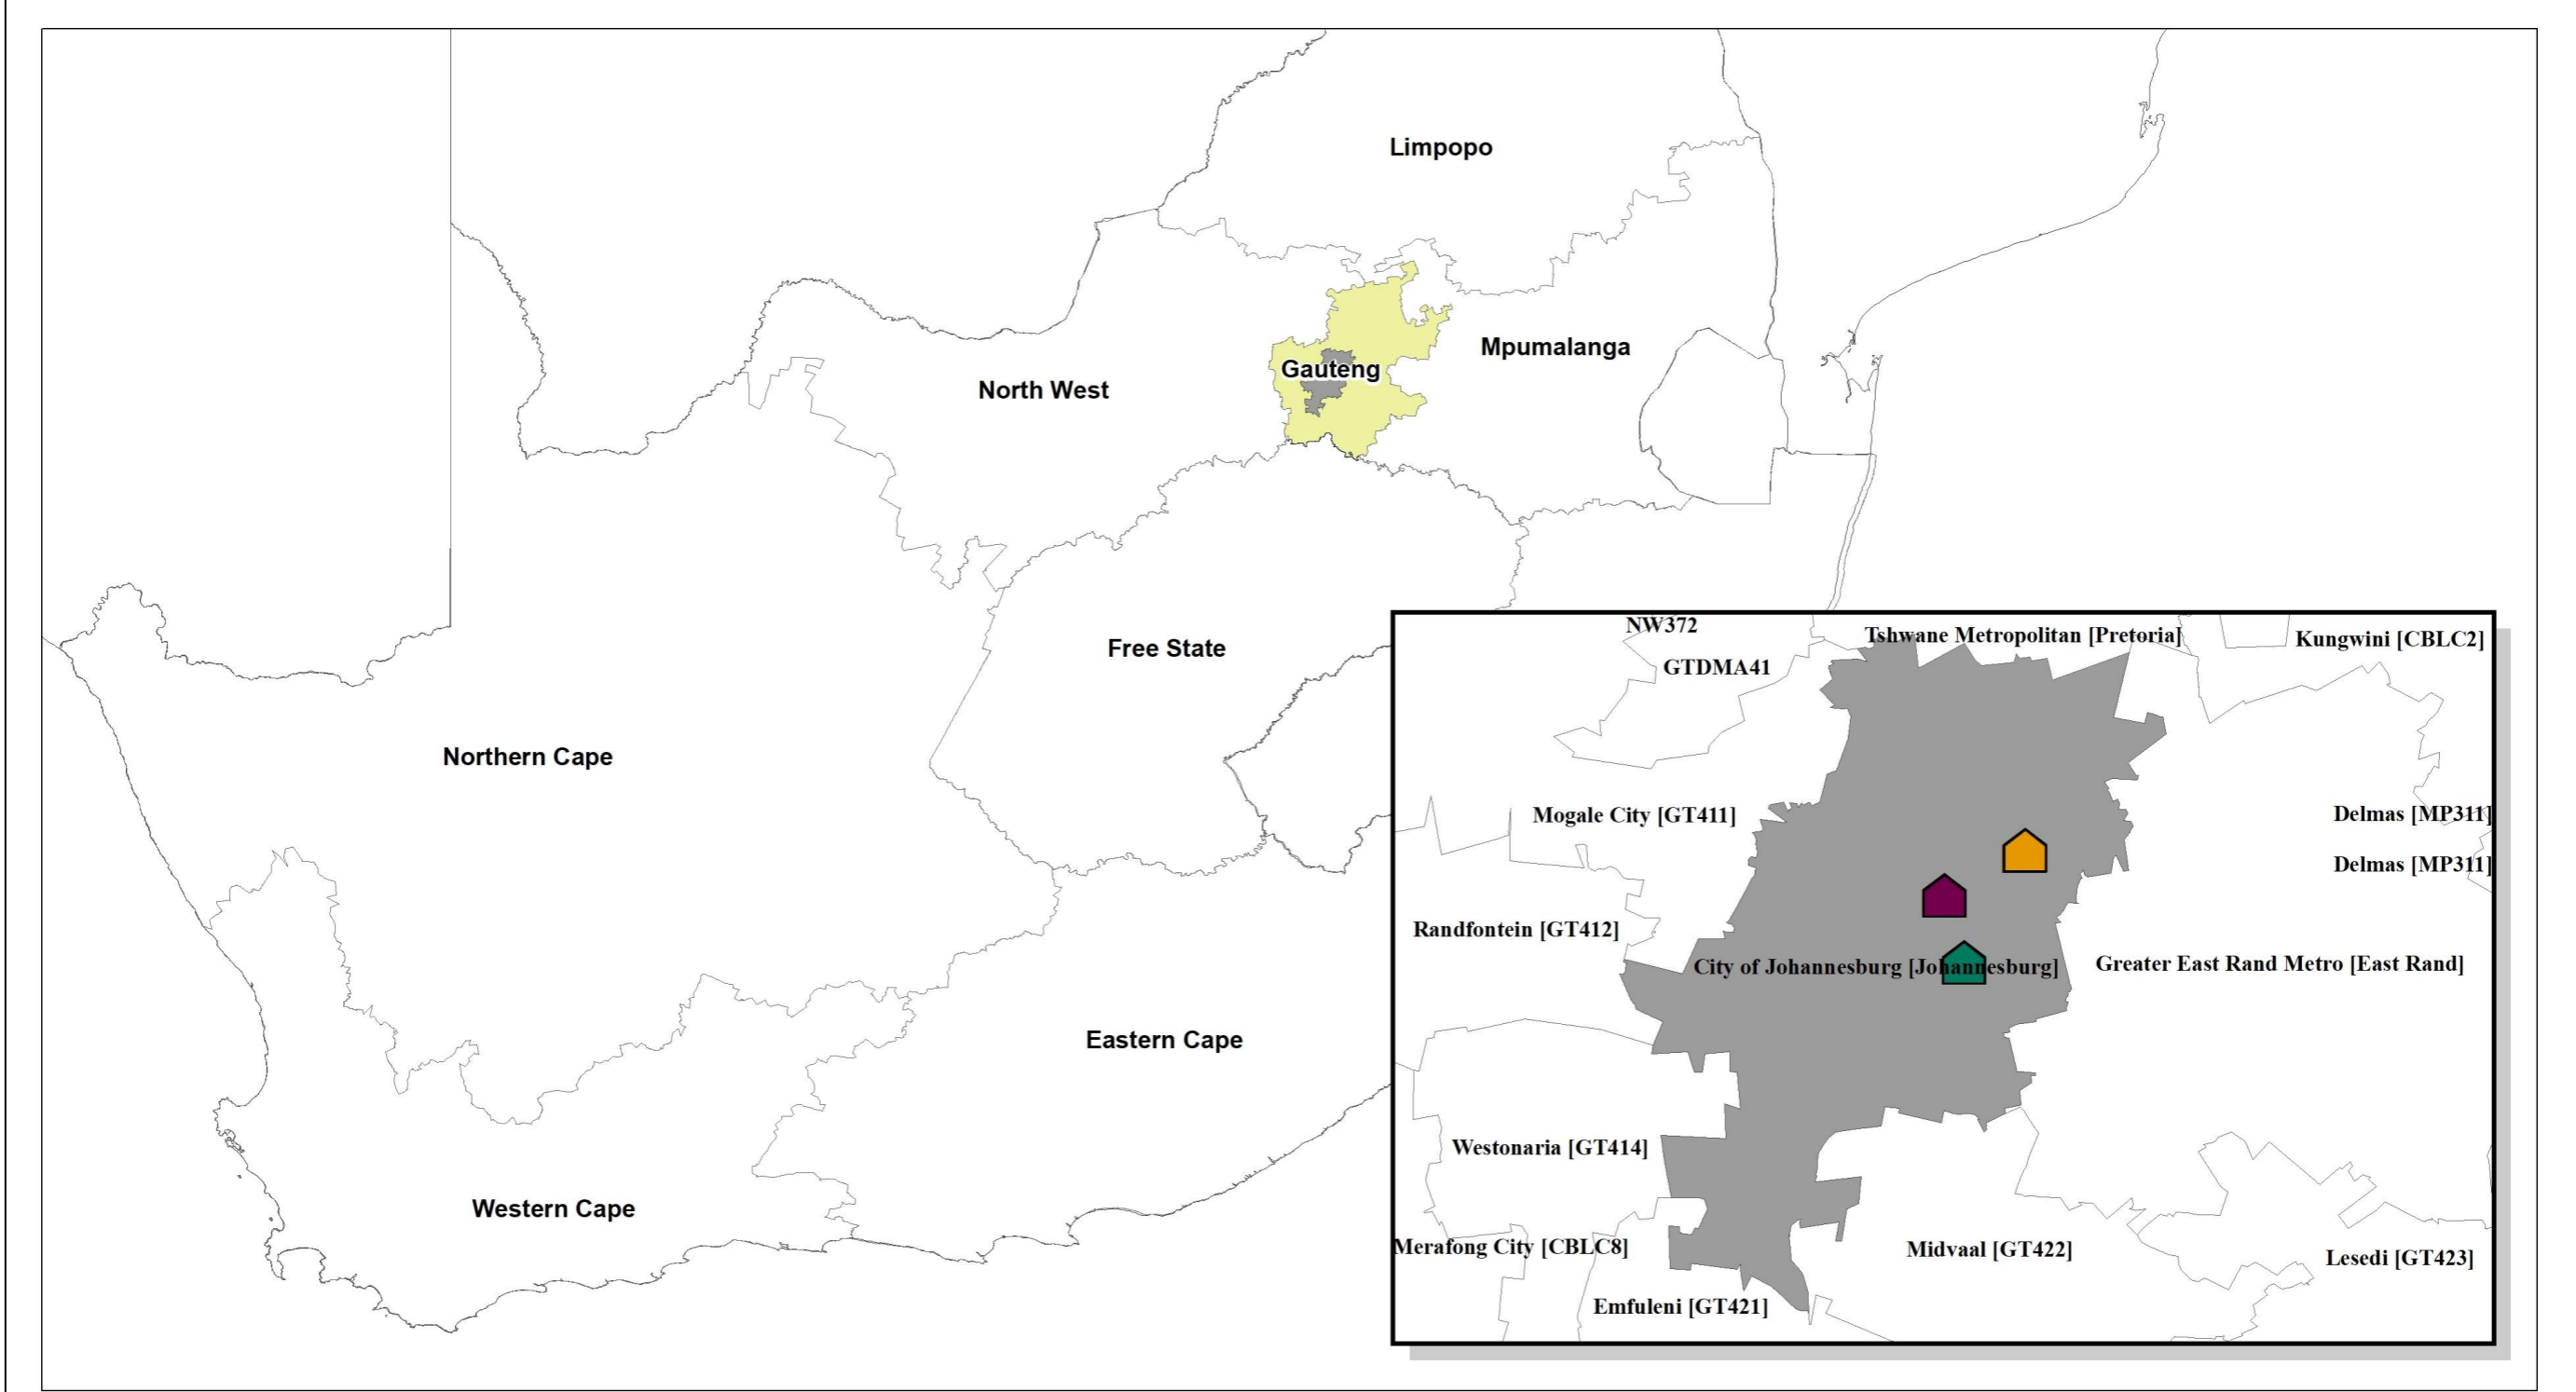 Limpopo
Mpumalanga
Gauteng
North West
Free State
Northern Cape
Eastern Cape
Western Cape
NW372
Tshwane Metropolitan [Pretoria]
Kungwini [CBLC2]
GTDMA41
Mogale City [GT411]
Delmas [MP311]
Delmas [MP311]
Randfontein [GT412]
City of Johannesburg [Johannesburg]
Greater East Rand Metro [East Rand]
Westonaria [GT414]
Merafong City [CBLC8]
Midvaal [GT422]
Lesedi [GT423]
Emfuleni [GT421]